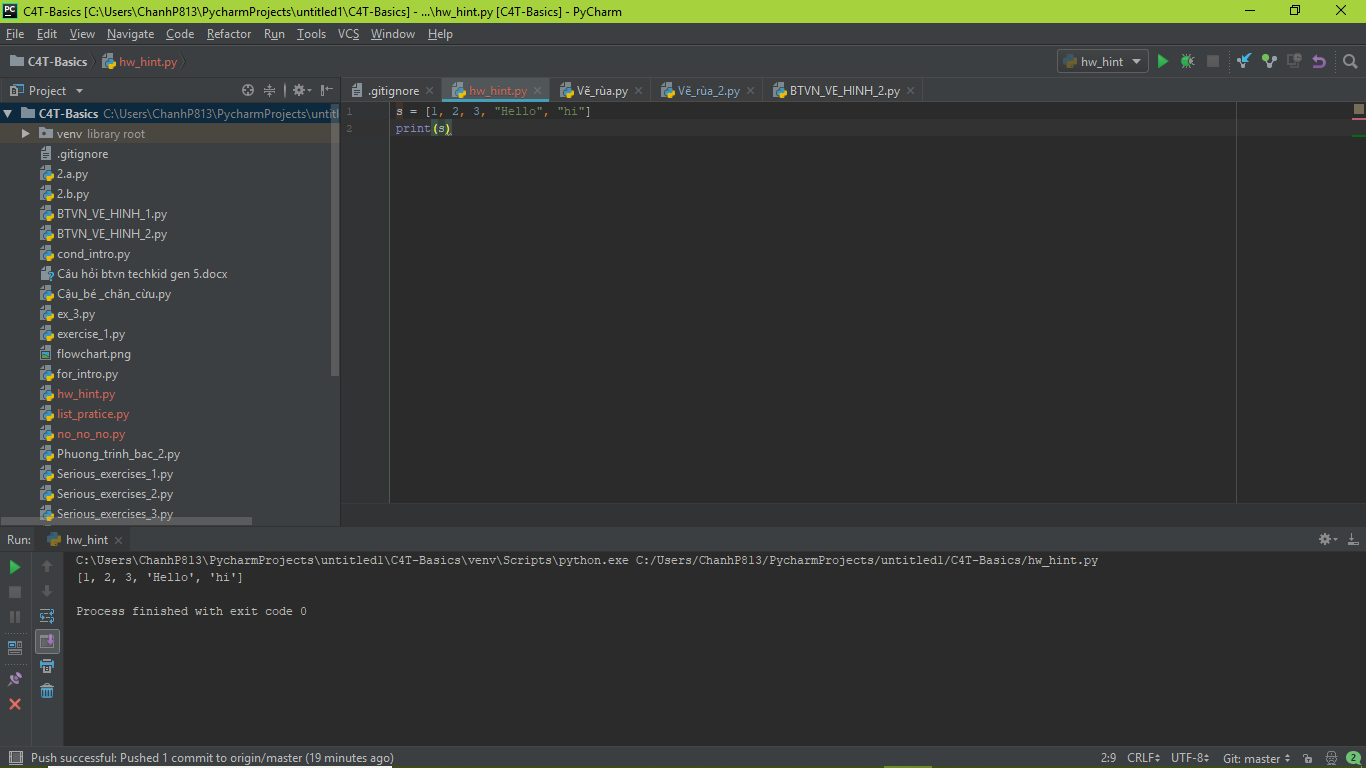 C4T-Basics [C:\Users\ChanhP813\PycharmProjects\untitled1\C4T-Basics] - ...\hw_hint.py [C4T-Basics] - PyCharm
File Edit View Navigate Code Refactor Run Tools VCS Window Help
C4T-Basics hw_hint.py hw_hint
Project
.gitignore hw_hint.py Vẽ_rùa.py Vẽ_rùa_2.py BTVN_VE_HINH_2.py
C4T-Basics C:\Users\ChanhP813\PycharmProjects\untitl
venv library root
.gitignore
2.a.py
2.b.py
BTVN_VE_HINH_1.py
BTVN_VE_HINH_2.py
cond_intro.py
Câu hỏi btvn techkid gen 5.docx
Cậu_bé _chăn_cừu.py
ex_3.py
exercise_1.py
flowchart.png
for_intro.py
hw_hint.py
list_pratice.py
no_no_no.py
Phuong_trinh_bac_2.py
Serious_exercises_1.py
Serious_exercises_2.py
Serious_exercises_3.py
1 s = [1, 2, 3, "Hello", "hi"]
2 print(s)
Run: hw_hint
C:\Users\ChanhP813\PycharmProjects\untitled1\C4T-Basics\venv\Scripts\python.exe C:/Users/ChanhP813/PycharmProjects/untitled1/C4T-Basics/hw_hint.py
[1, 2, 3, 'Hello', 'hi']
Process finished with exit code 0
Push successful: Pushed 1 commit to origin/master (19 minutes ago) 2:9 CRLF UTF-8 Git: master 2